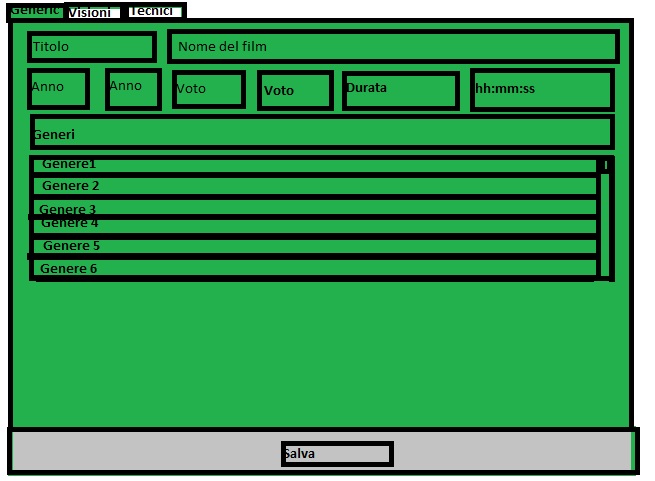 Generic Visioni Tecnici
Titolo Nome del film
Anno Anno Voto Voto Durata hh:mm:ss
Generi
Genere1
Genere 2
Genere 3
Genere 4
Genere 5
Genere 6
Salva